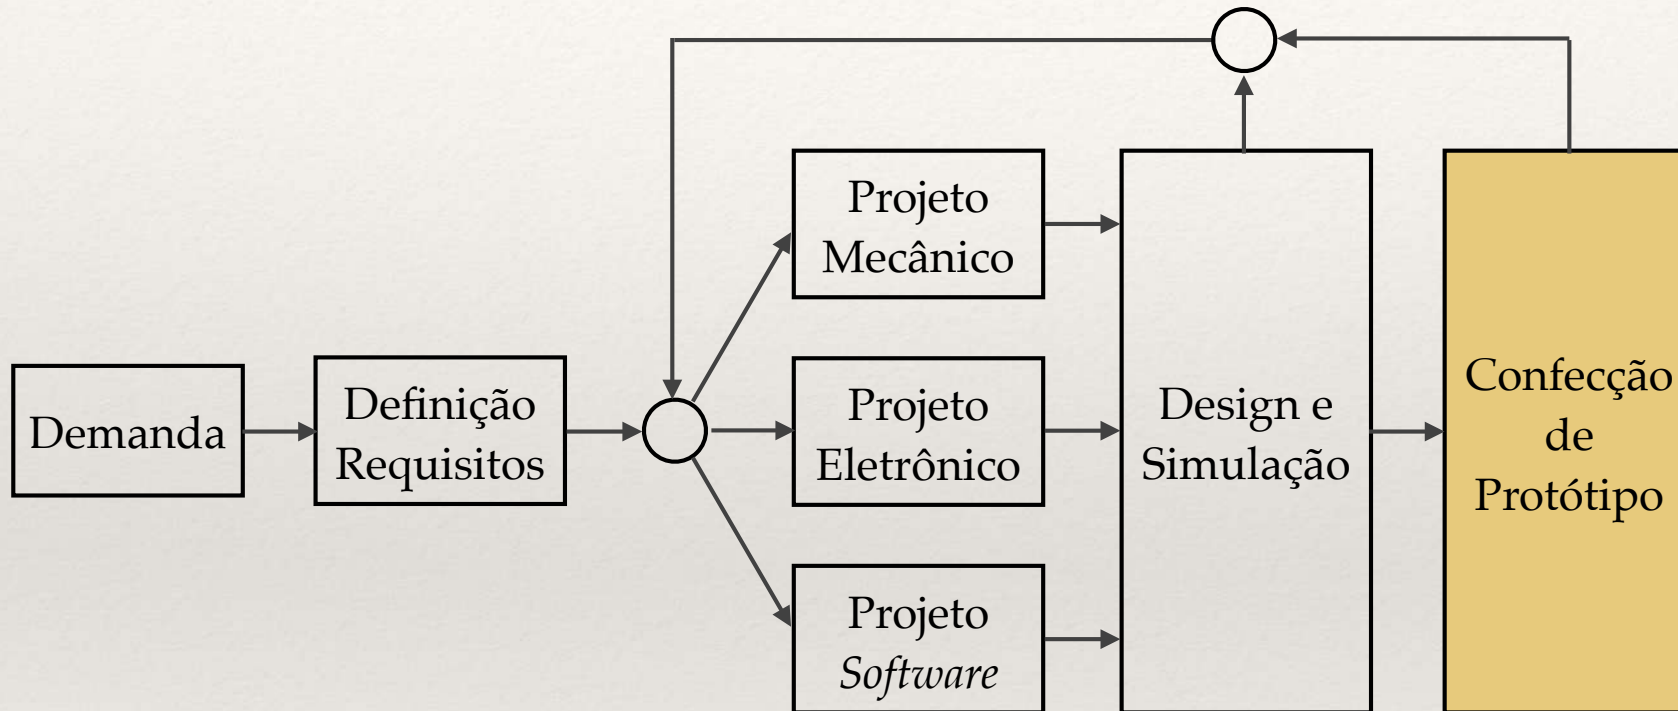 Demanda
Definição
Requisitos
Projeto
Mecânico
Projeto
Eletrônico
Projeto
Software
Design e
Simulação
Confecção
de
Protótipo